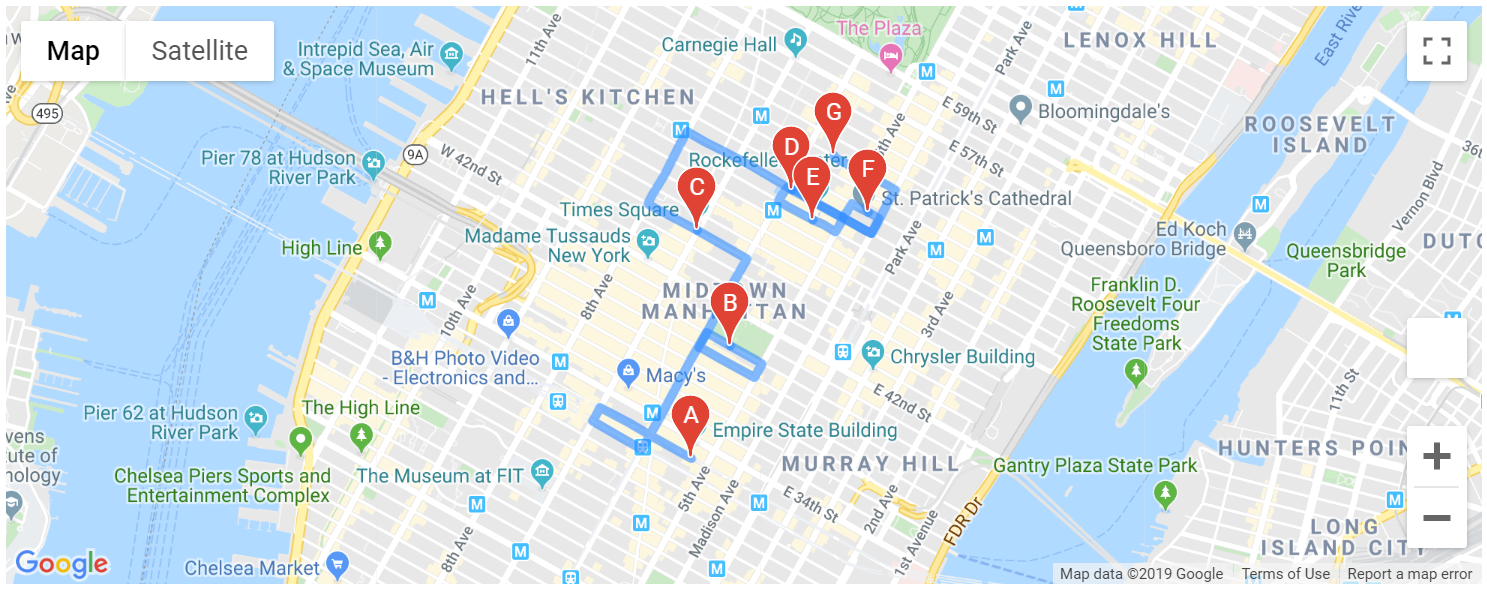 Map
Satellite
Intrepid Sea, Air
& Space Museum
11th Ave
Carnegie Hall
The Plaza
Park Ave
LENOX HILL
East River
HELL'S KITCHEN
495
Bloomingdale's
E 59th St
ROOSEVELT
ISLAND
36t
9A
W 42nd St
Pier 78 at Hudson
River Park
G
D
E
F
C
E 57th St
St. Patrick's Cathedral
Vernon Blvd
Times Square
Madame Tussauds
New York
High Line
Ed Koch
Queensboro Bridge
Queensbridge
Park
DUTC
Park Ave
8th Ave
10th Ave
3rd Ave
B
Franklin D.
Roosevelt Four
Freedoms
State Park
B&H Photo Video
- Electronics and...
Macy's
Chrysler Building
E 42nd St
11th St
Pier 62 at Hudson
River Park
The High Line
A
Empire State Building
MURRAY HILL
HUNTERS POIN
Chelsea Piers Sports and
Entertainment Complex
The Museum at FIT
Gantry Plaza State Park
5th Ave
Madison Ave
E 34th St
2nd Ave
1st Avenue
FDR Dr
8th Ave
LONG
ISLAND CITY
Google
Chelsea Market
Map data ©2019 Google
Terms of Use
Report a map error